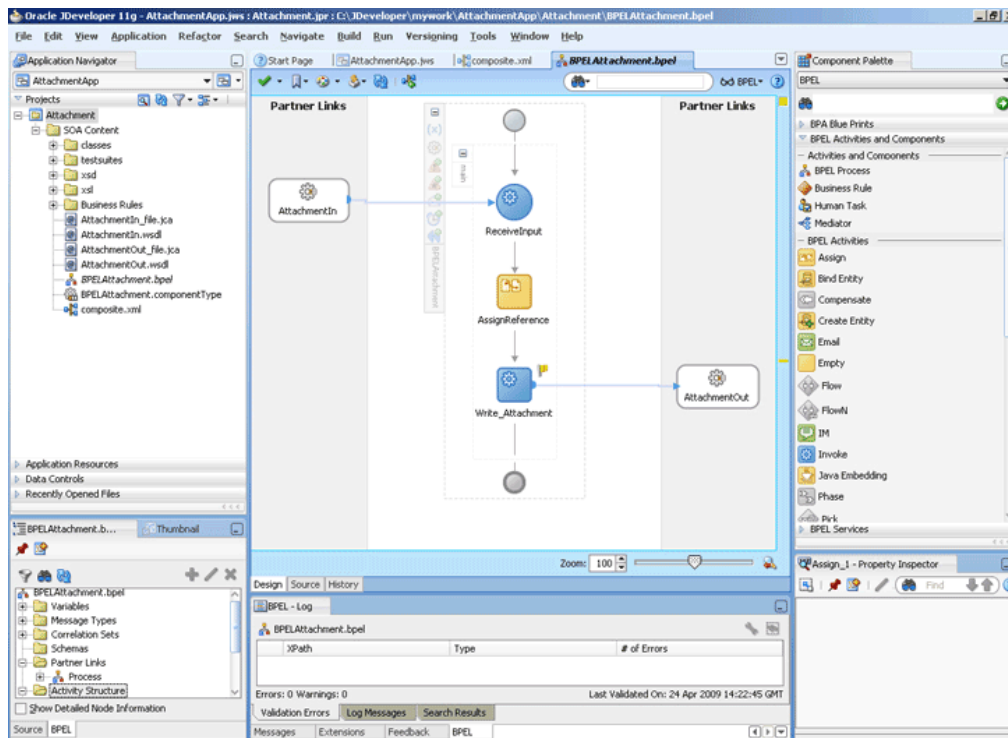 Oracle JDeveloper 11g - AttachmentApp.jws : Attachment.jpr : C:\JDeveloper\mywork\AttachmentApp\Attachment\BPELAttachment.bpel
File Edit View Application Refactor Search Navigate Build Run Versioning Tools Window Help
Application Navigator
AttachmentApp
Projects
Attachment
SOA Content
classes
testsuites
xsd
xsl
Business Rules
AttachmentIn_file.jca
AttachmentIn.wsdl
AttachmentOut_file.jca
AttachmentOut.wsdl
BPELAttachment.bpel
BPELAttachment.componentType
composite.xml
Application Resources
Data Controls
Recently Opened Files
BPELAttachment.b...
Thumbnail
BPELAttachment.bpel
Variables
Message Types
Correlation Sets
Schemas
Partner Links
Process
Activity Structure
Show Detailed Node Information
Source BPEL
Start Page AttachmentApp.jws composite.xml BPELAttachment.bpel
BPEL
Partner Links
Partner Links
main
BPELAttachment
AttachmentIn
ReceiveInput
AssignReference
Write_Attachment
AttachmentOut
Zoom: 100
Design Source History
BPEL - Log
BPELAttachment.bpel
XPath Type # of Errors
Errors: 0 Warnings: 0
Last Validated On: 24 Apr 2009 14:22:45 GMT
Validation Errors Log Messages Search Results
Messages Extensions Feedback BPEL
Component Palette
BPEL
BPA Blue Prints
BPEL Activities and Components
Activities and Components
BPEL Process
Business Rule
Human Task
Mediator
BPEL Activities
Assign
Bind Entity
Compensate
Create Entity
Email
Empty
Flow
FlowN
IM
Invoke
Java Embedding
Phase
Pick
BPEL Services
Assign_1 - Property Inspector
Find